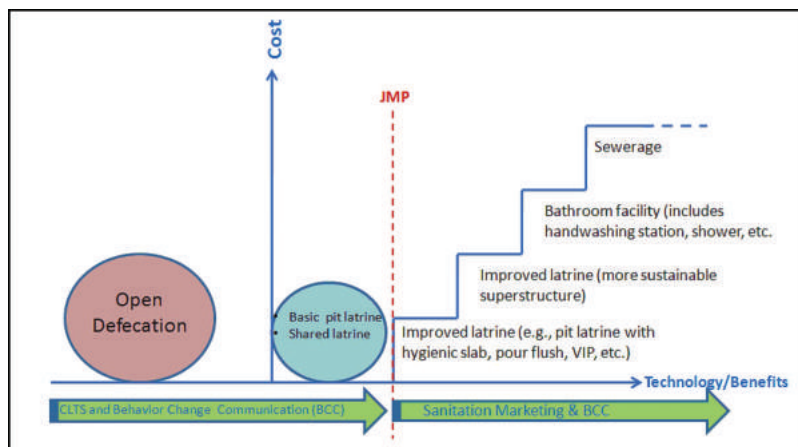 Cost
JMP
Sewerage
Bathroom facility (includes
handwashing station, shower, etc.
Improved latrine (more sustainable
superstructure)
Open
Defecation
• Basic pit latrine
• Shared latrine
Improved latrine (e.g., pit latrine with
hygienic slab, pour flush, VIP, etc.)
Technology/Benefits
CLTS and Behavior Change Communication (BCC)
Sanitation Marketing & BCC